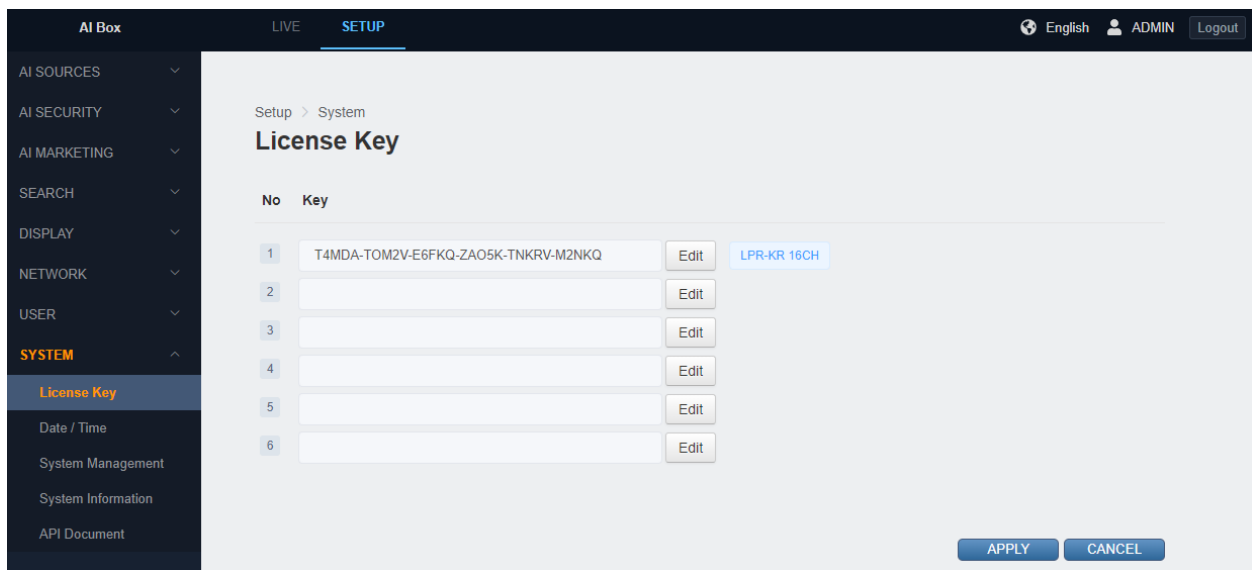 AI Box LIVE SETUP English ADMIN Logout
AI SOURCES
AI SECURITY
AI MARKETING
SEARCH
DISPLAY
NETWORK
USER
SYSTEM
License Key
Date / Time
System Management
System Information
API Document
Setup > System
License Key
No Key
1 T4MDA-TOM2V-E6FKQ-ZAO5K-TNKRV-M2NKQ Edit LPR-KR 16CH
2 Edit
3 Edit
4 Edit
5 Edit
6 Edit
APPLY CANCEL